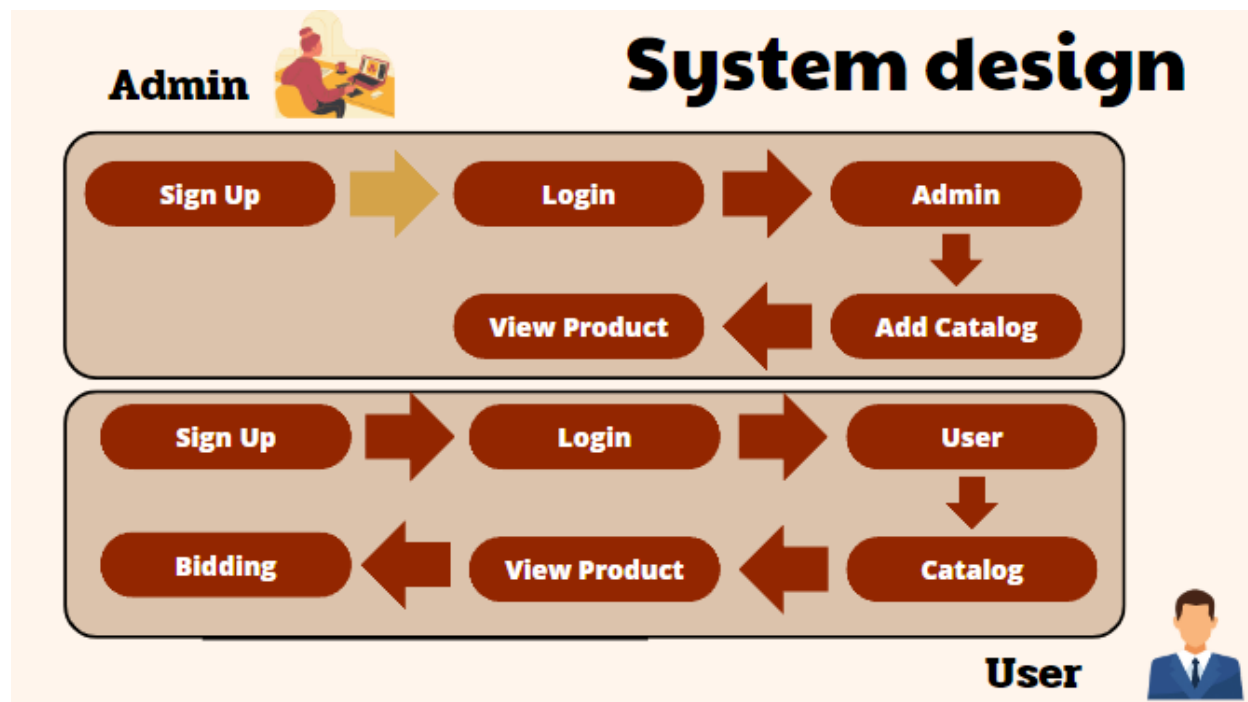 System design
Admin
Sign Up
Login
Admin
View Product
Add Catalog
Sign Up
Login
User
Bidding
View Product
Catalog
User